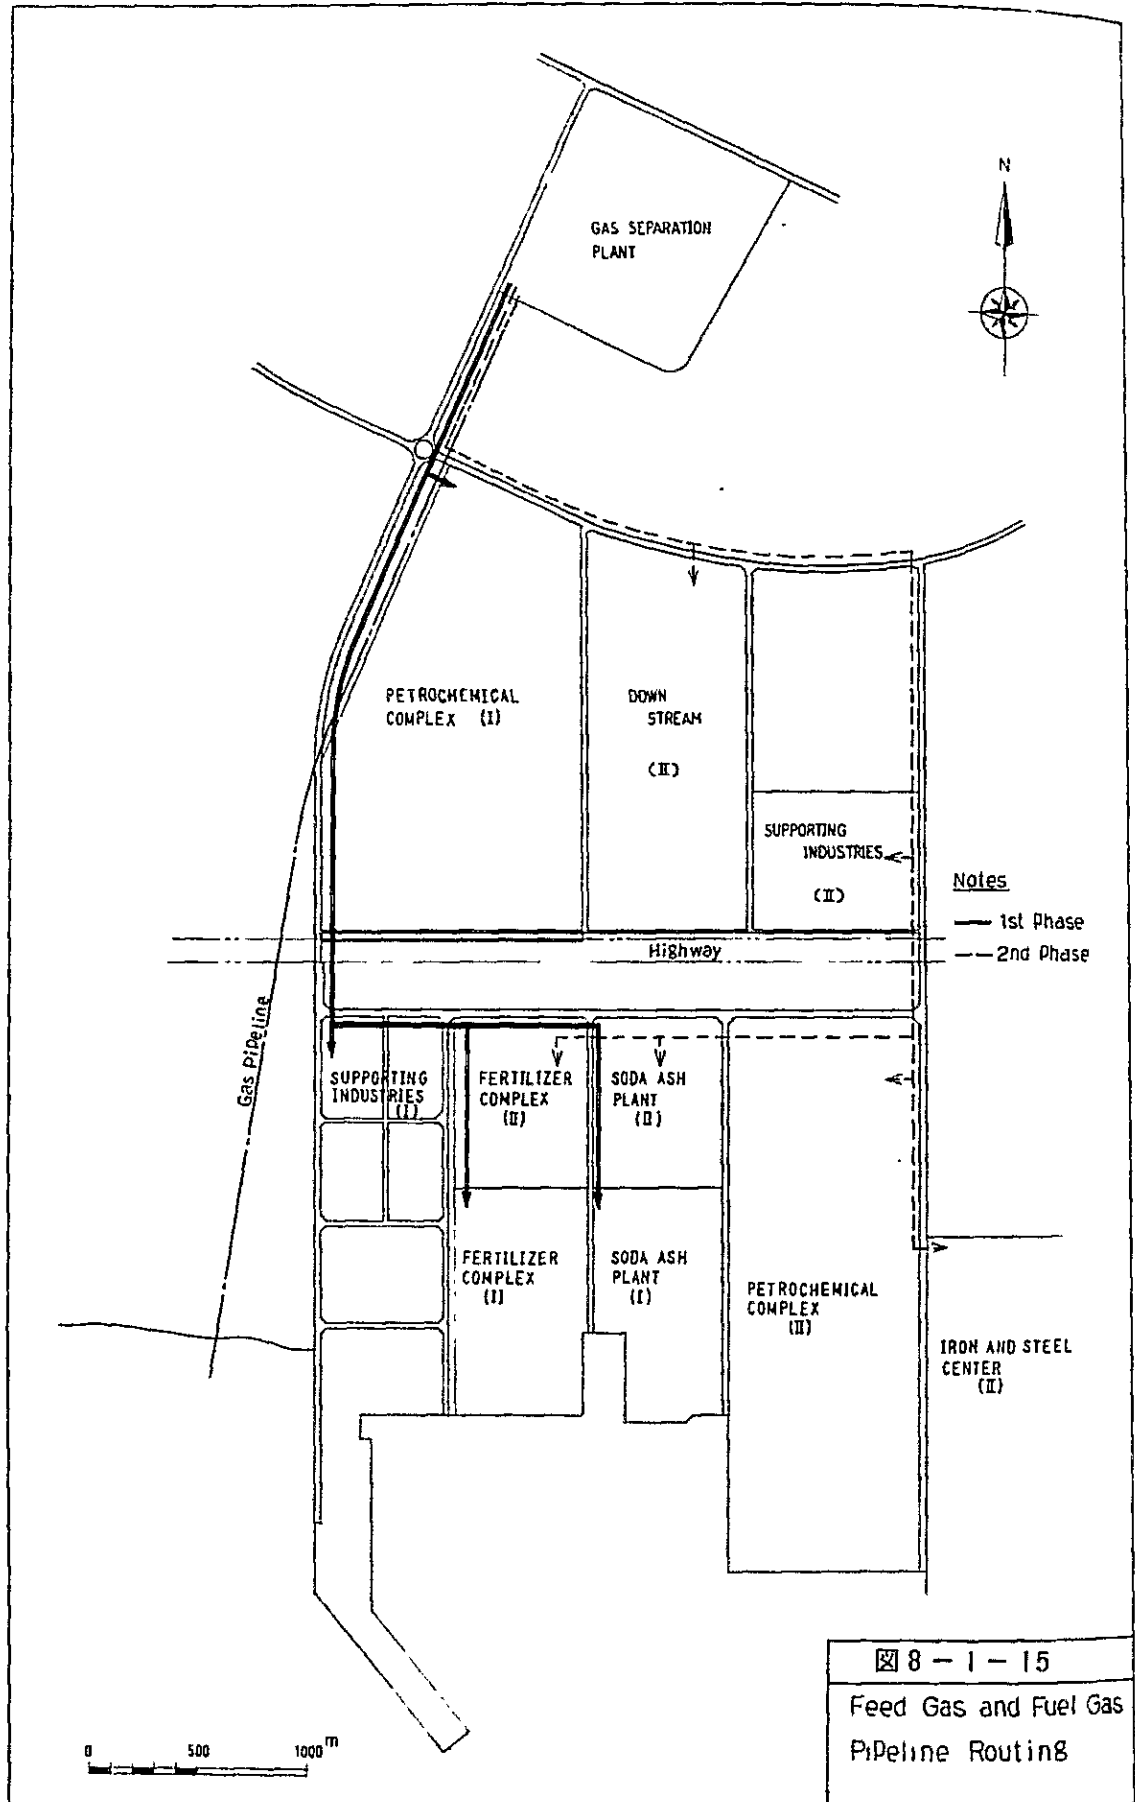 N
GAS SEPARATION
PLANT
PETROCHEMICAL
COMPLEX (I)
DOWN
STREAM
(II)
SUPPORTING
INDUSTRIES
(II)
Notes
1st Phase
2nd Phase
Highway
Gas Pipeline
SUPPORTING
INDUSTRIES
(I)
FERTILIZER
COMPLEX
(II)
SODA ASH
PLANT
(II)
FERTILIZER
COMPLEX
(I)
SODA ASH
PLANT
(I)
PETROCHEMICAL
COMPLEX
(II)
IRON AND STEEL
CENTER
(II)
0 500 1000 m
図 8 - 1 - 15
Feed Gas and Fuel Gas
Pipeline Routing